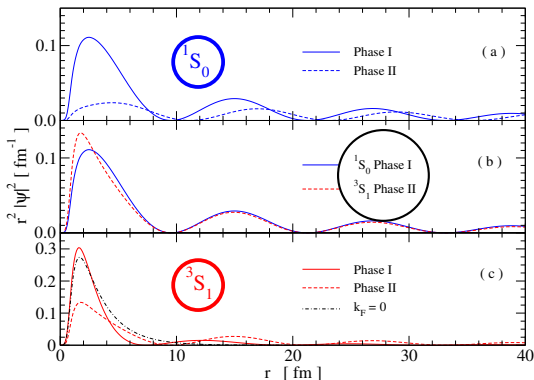 0.1
¹S₀
Phase I
Phase II
( a )
0.0
0.1
¹S₀ Phase I
³S₁ Phase II
( b )
r² |ψ|² [ fm⁻¹ ]
0.0
0.3
0.2
0.1
0
³S₁
Phase I
Phase II
k_F = 0
( c )
0 10 20 30 40
r [ fm ]